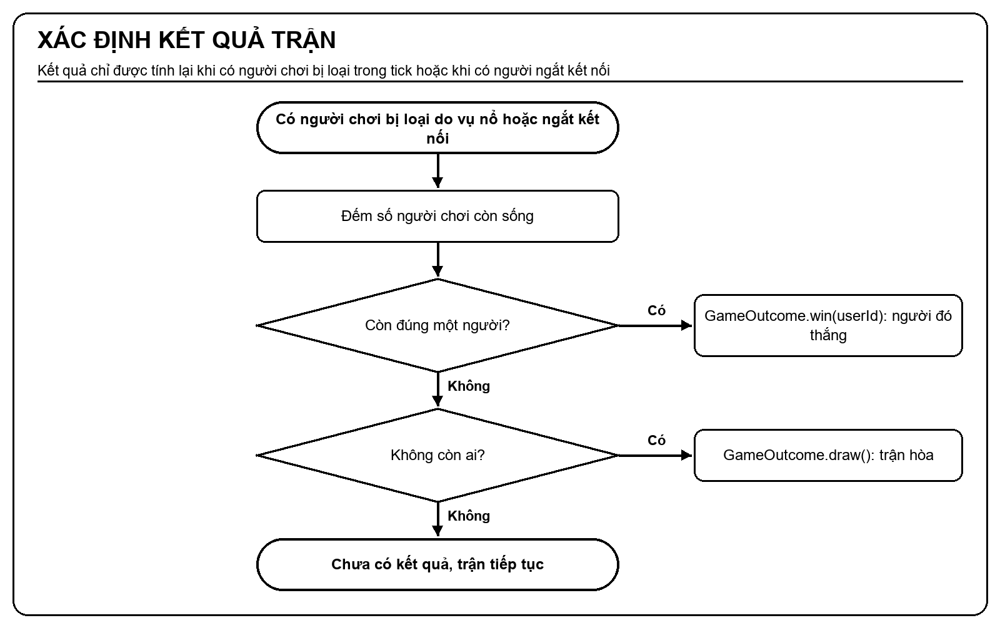 XÁC ĐỊNH KẾT QUẢ TRẬN
Kết quả chỉ được tính lại khi có người chơi bị loại trong tick hoặc khi có người ngắt kết nối
Có người chơi bị loại do vụ nổ hoặc ngắt kết
nối
Đếm số người chơi còn sống
Còn đúng một người?
Có
GameOutcome.win(userId): người đó
thắng
Không
Không còn ai?
Có
GameOutcome.draw(): trận hòa
Không
Chưa có kết quả, trận tiếp tục